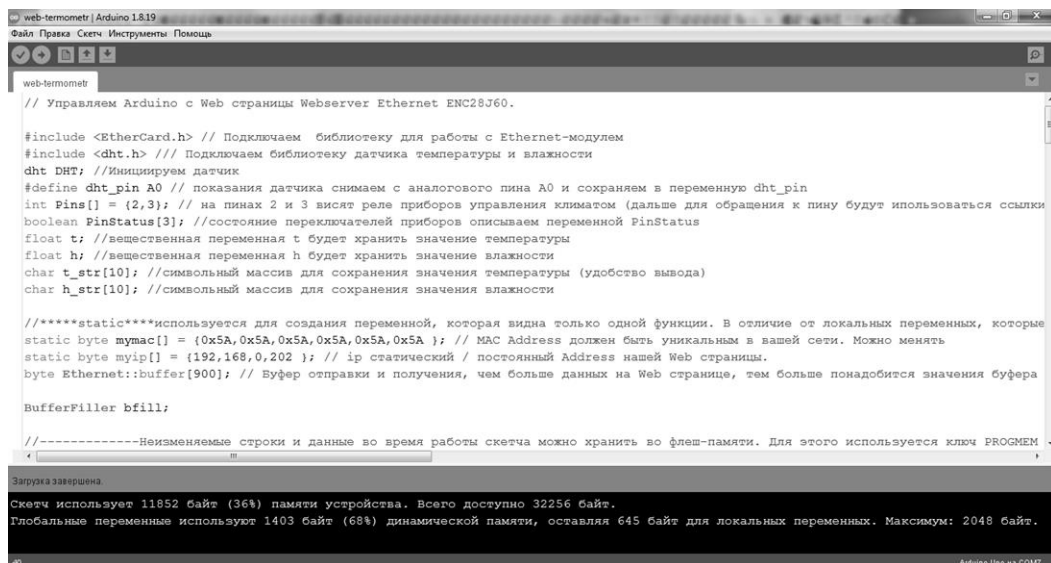 web-termometr | Arduino 1.8.19
Файл Правка Скетч Инструменты Помощь
web-termometr
// Управляем Arduino с Web страницы Webserver Ethernet ENC28J60.
#include <EtherCard.h> // Подключаем библиотеку для работы с Ethernet-модулем
#include <dht.h> /// Подключаем библиотеку датчика температуры и влажности
dht DHT; //Инициируем датчик
#define dht_pin A0 // показания датчика снимаем с аналогового пина A0 и сохраняем в переменную dht_pin
int Pins[] = {2,3}; // на пинах 2 и 3 висят реле приборов управления климатом (дальше для обращения к пину будут ипользоваться ссылки
boolean PinStatus[3]; //состояние переключателей приборов описываем переменной PinStatus
float t; //вещественная переменная t будет хранить значение температуры
float h; //вещественная переменная h будет хранить значение влажности
char t_str[10]; //символьный массив для сохранения значения температуры (удобство вывода)
char h_str[10]; //символьный массив для сохранения значения влажности
//*****static****используется для создания переменной, которая видна только одной функции. В отличие от локальных переменных, которые
static byte mymac[] = {0x5A,0x5A,0x5A,0x5A,0x5A,0x5A }; // MAC Address должен быть уникальным в вашей сети. Можно менять
static byte myip[] = {192,168,0,202 }; // ip статический / постоянный Address нашей Web страницы.
byte Ethernet::buffer[900]; // Буфер отправки и получения, чем больше данных на Web странице, тем больше понадобится значения буфера
BufferFiller bfill;
//-------------Неизменяемые строки и данные во время работы скетча можно хранить во флеш-памяти. Для этого используется ключ PROGMEM
Загрузка завершена.
Скетч использует 11852 байт (36%) памяти устройства. Всего доступно 32256 байт.
Глобальные переменные используют 1403 байт (68%) динамической памяти, оставляя 645 байт для локальных переменных. Максимум: 2048 байт.
Arduino Uno на COM7